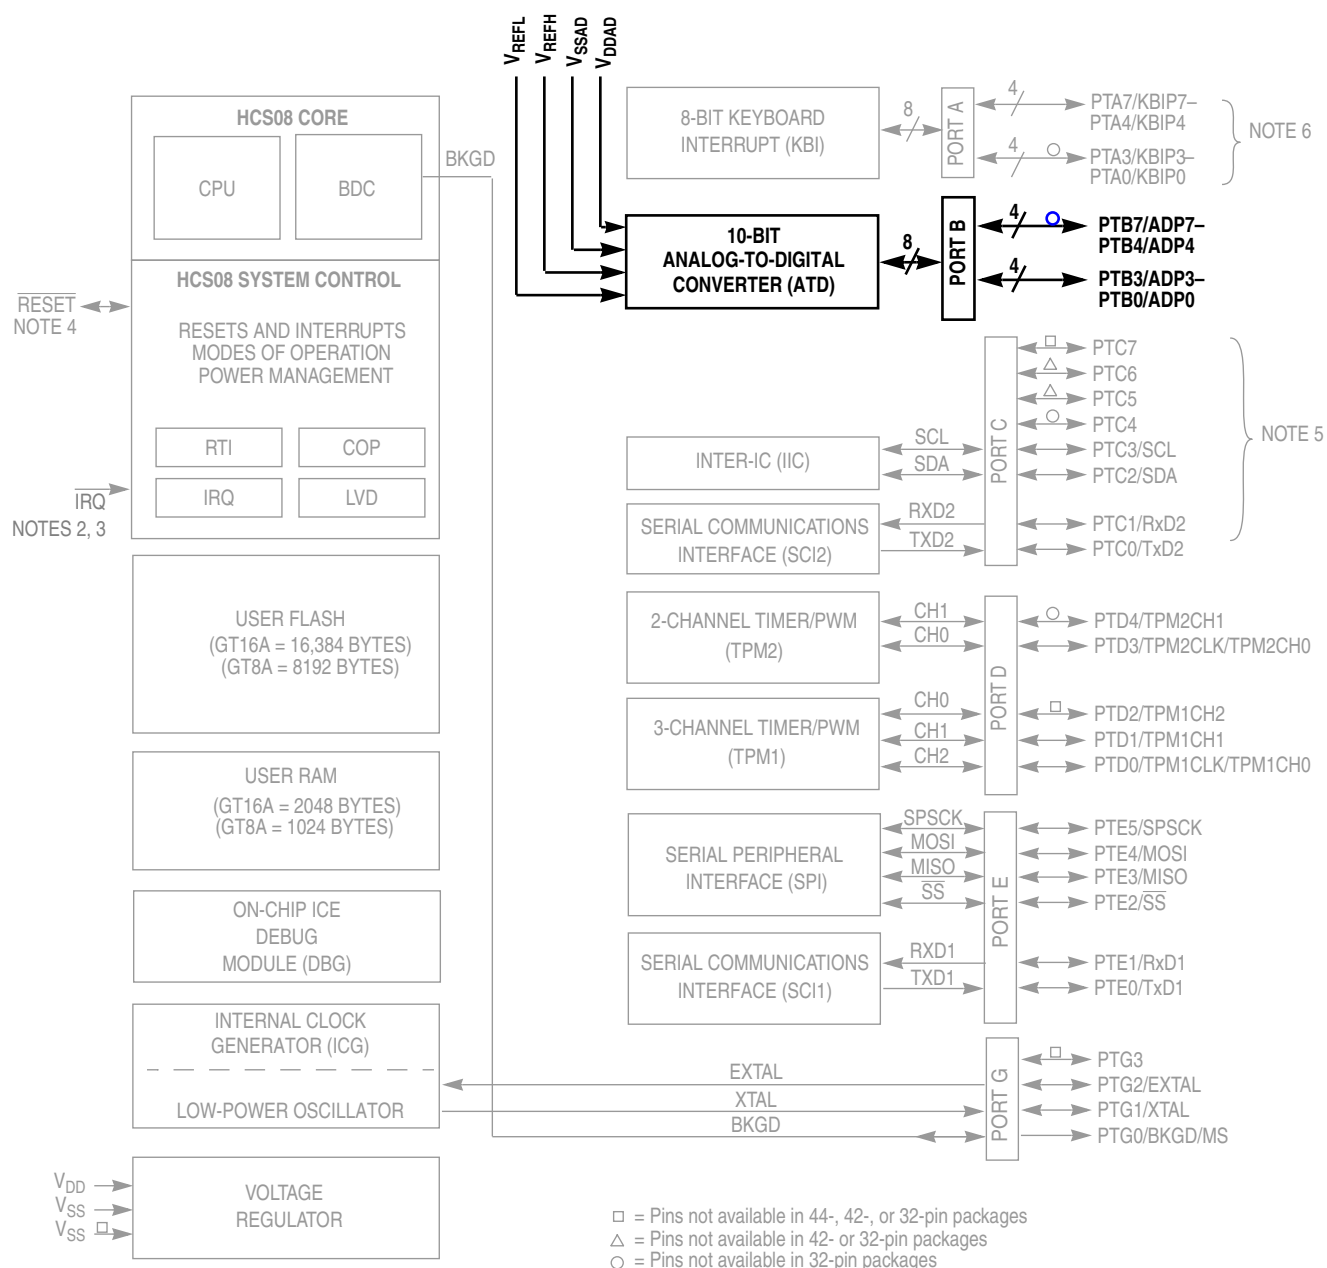 VREFL
VREFH
VSSAD
VDDAD
HCS08 CORE
CPU
BDC
BKGD
HCS08 SYSTEM CONTROL
RESET
NOTE 4
RESETS AND INTERRUPTS
MODES OF OPERATION
POWER MANAGEMENT
RTI
COP
IRQ
LVD
IRQ
NOTES 2, 3
USER FLASH
(GT16A = 16,384 BYTES)
(GT8A = 8192 BYTES)
USER RAM
(GT16A = 2048 BYTES)
(GT8A = 1024 BYTES)
ON-CHIP ICE
DEBUG
MODULE (DBG)
INTERNAL CLOCK
GENERATOR (ICG)
LOW-POWER OSCILLATOR
VDD
VSS
VSS
VOLTAGE
REGULATOR
8-BIT KEYBOARD
INTERRUPT (KBI)
8
PORT A
4
PTA7/KBIP7–
PTA4/KBIP4
4
PTA3/KBIP3–
PTA0/KBIP0
NOTE 6
10-BIT
ANALOG-TO-DIGITAL
CONVERTER (ATD)
8
PORT B
4
PTB7/ADP7–
PTB4/ADP4
4
PTB3/ADP3–
PTB0/ADP0
INTER-IC (IIC)
SCL
SDA
SERIAL COMMUNICATIONS
INTERFACE (SCI2)
RXD2
TXD2
PORT C
PTC7
PTC6
PTC5
PTC4
PTC3/SCL
PTC2/SDA
PTC1/RxD2
PTC0/TxD2
NOTE 5
2-CHANNEL TIMER/PWM
(TPM2)
CH1
CH0
3-CHANNEL TIMER/PWM
(TPM1)
CH0
CH1
CH2
PORT D
PTD4/TPM2CH1
PTD3/TPM2CLK/TPM2CH0
PTD2/TPM1CH2
PTD1/TPM1CH1
PTD0/TPM1CLK/TPM1CH0
SERIAL PERIPHERAL
INTERFACE (SPI)
SPSCK
MOSI
MISO
SS
SERIAL COMMUNICATIONS
INTERFACE (SCI1)
RXD1
TXD1
PORT E
PTE5/SPSCK
PTE4/MOSI
PTE3/MISO
PTE2/SS
PTE1/RxD1
PTE0/TxD1
EXTAL
XTAL
BKGD
PORT G
PTG3
PTG2/EXTAL
PTG1/XTAL
PTG0/BKGD/MS
□ = Pins not available in 44-, 42-, or 32-pin packages
△ = Pins not available in 42- or 32-pin packages
○ = Pins not available in 32-pin packages